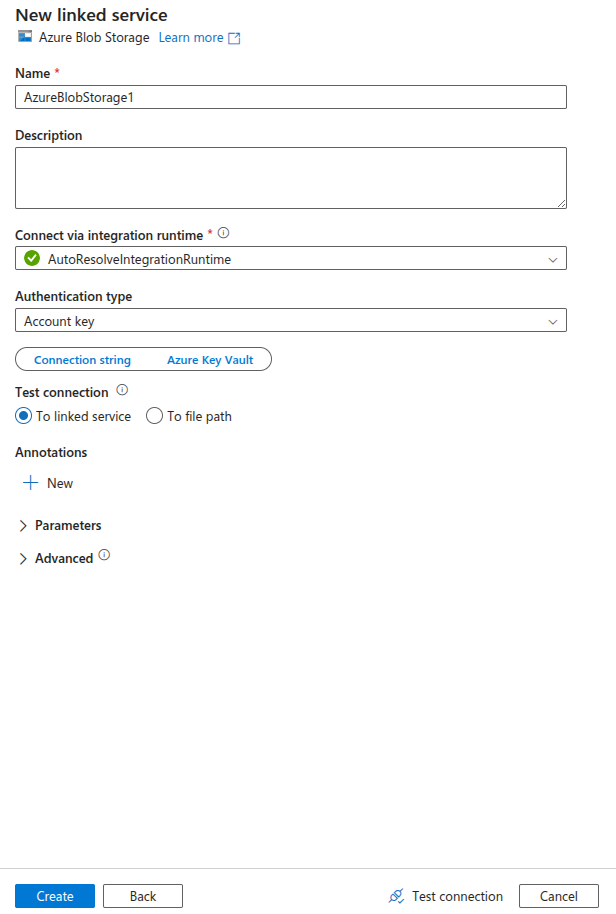 New linked service
Azure Blob Storage Learn more
Name *
AzureBlobStorage1
Description
Connect via integration runtime *
AutoResolveIntegrationRuntime
Authentication type
Account key
Connection string Azure Key Vault
Test connection
To linked service To file path
Annotations
New
Parameters
Advanced
Create Back Test connection Cancel